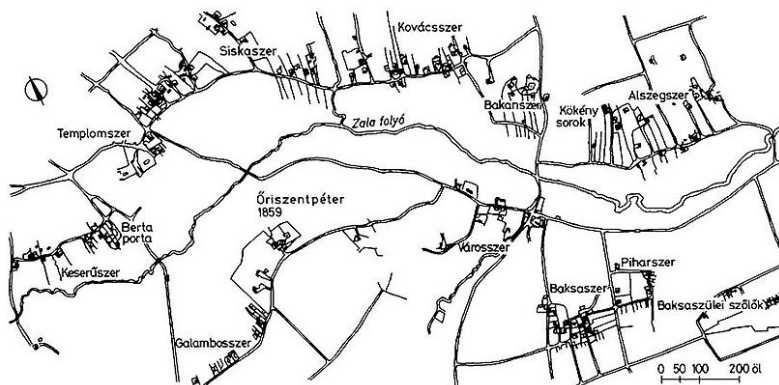 Kovácsszer
Siskaszer
Alszegszer
Bakanszer
Kökény
sorok
Zala folyó
Templomszer
Őriszentpéter
1859
Berta
porta
Városszer
Piharszer
Keserűszer
Baksaszer
Baksaszülei szőlők
Galambosszer
0 50 100 200 öl